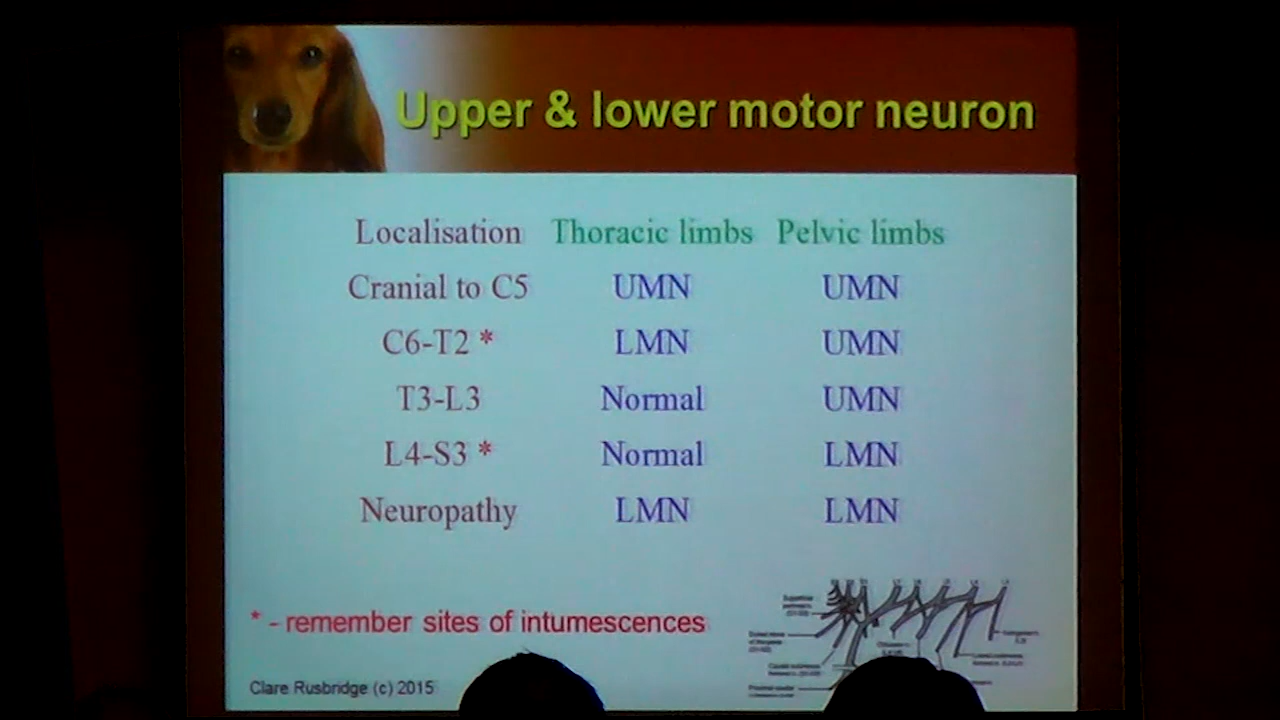 Upper & lower motor neuron
Localisation Thoracic limbs Pelvic limbs
Cranial to C5 UMN UMN
C6-T2 * LMN UMN
T3-L3 Normal UMN
L4-S3 * Normal LMN
Neuropathy LMN LMN
* - remember sites of intumescences
Clare Rusbridge (c) 2015